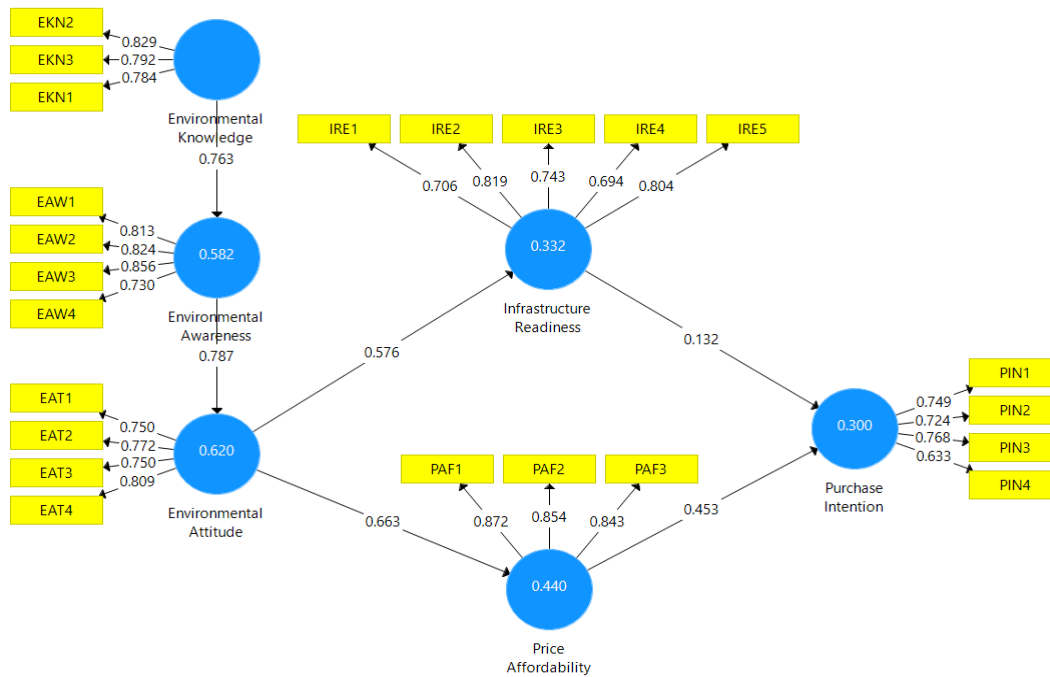 EKN2
EKN3
EKN1
0.829
0.792
0.784
Environmental
Knowledge
0.763
EAW1
EAW2
EAW3
EAW4
0.813
0.824
0.856
0.730
0.582
Environmental
Awareness
0.787
EAT1
EAT2
EAT3
EAT4
0.750
0.772
0.750
0.809
0.620
Environmental
Attitude
IRE1
IRE2
IRE3
IRE4
IRE5
0.706
0.819
0.743
0.694
0.804
0.332
Infrastructure
Readiness
0.576
0.132
0.663
0.453
PAF1
PAF2
PAF3
0.872
0.854
0.843
0.440
Price
Affordability
0.300
Purchase
Intention
0.749
0.724
0.768
0.633
PIN1
PIN2
PIN3
PIN4